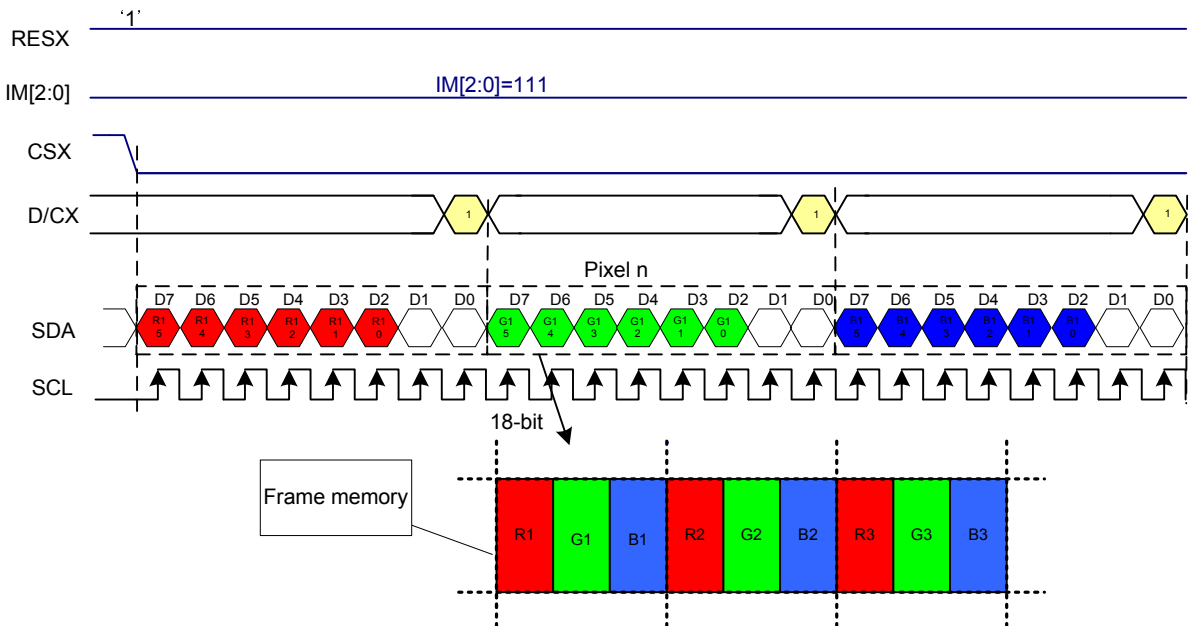 '1'
RESX
IM[2:0]
IM[2:0]=111
CSX
D/CX
1 1 1
Pixel n
D7 D6 D5 D4 D3 D2 D1 D0 D7 D6 D5 D4 D3 D2 D1 D0 D7 D6 D5 D4 D3 D2 D1 D0
SDA
R1 R1 R1 R1 R1 R1 G1 G1 G1 G1 G1 G1 B1 B1 B1 B1 B1 B1
5 4 3 2 1 0 5 4 3 2 1 0 5 4 3 2 1 0
SCL
18-bit
Frame memory
R1 G1 B1 R2 G2 B2 R3 G3 B3